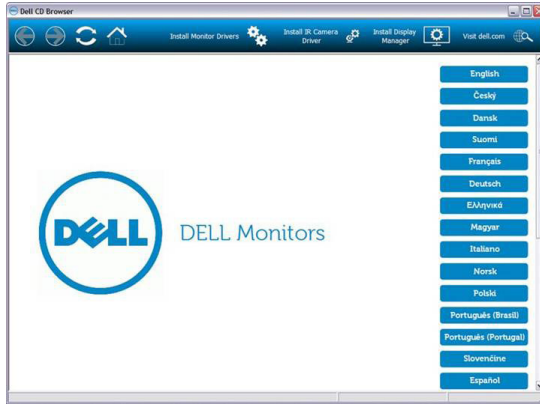 Dell CD Browser
Install Monitor Drivers
Install IR Camera
Driver
Install Display
Manager
Visit dell.com
English
Český
Dansk
Suomi
Français
Deutsch
Ελληνικά
Magyar
Italiano
Norsk
Polski
Português (Brasil)
Português (Portugal)
Slovenčine
Español
DELL
DELL Monitors